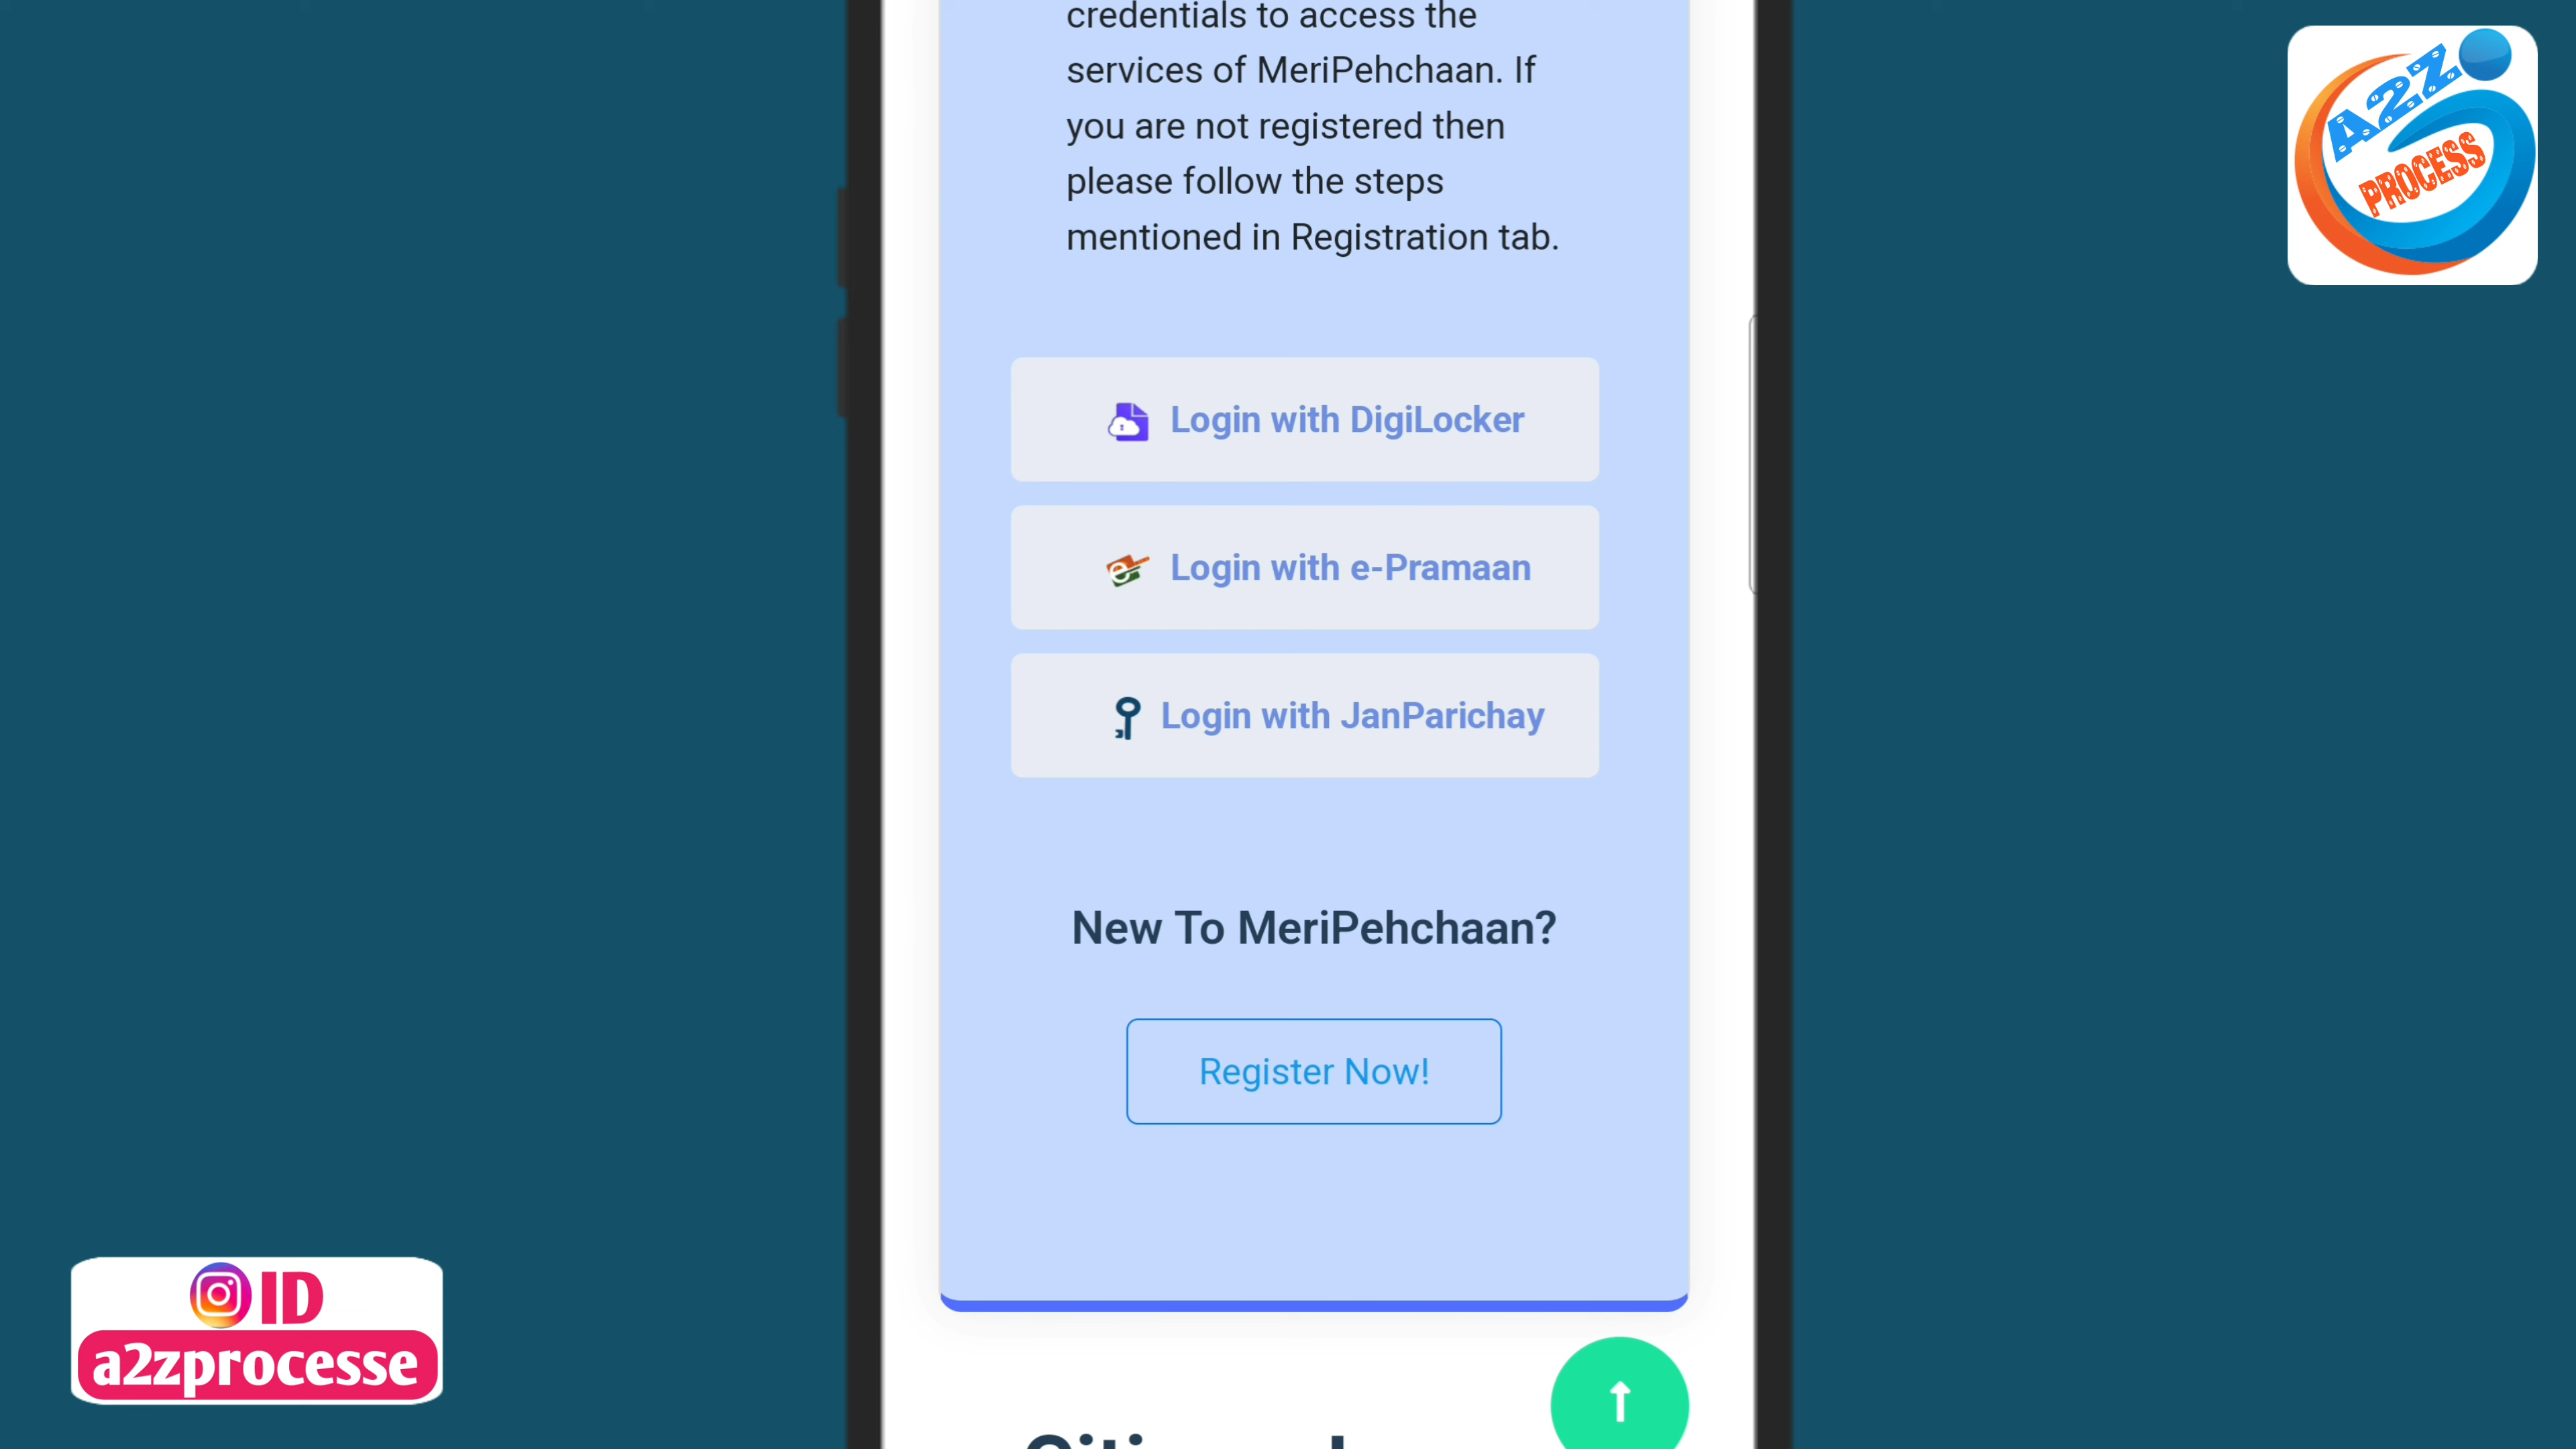 credentials to access the
services of MeriPehchaan. If
you are not registered then
please follow the steps
mentioned in Registration tab.
Login with DigiLocker
Login with e-Pramaan
Login with JanParichay
New To MeriPehchaan?
Register Now!
A2Z
PROCESS
ID
a2zprocesse